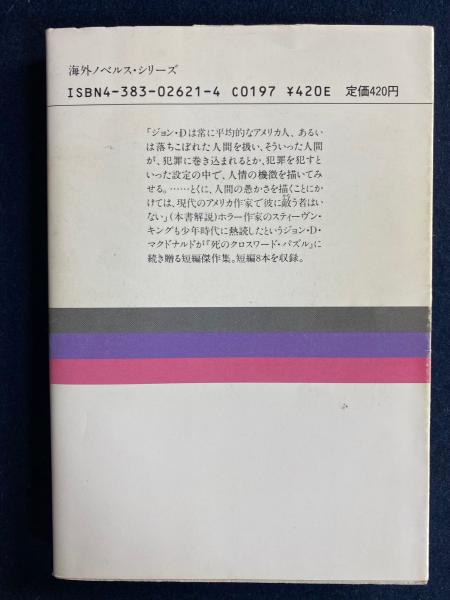 海外ノベルス・シリーズ
ISBN4-383-02621-4 C0197 ¥420E 定価420円
「ジョン・Dは常に平均的なアメリカ人、あるい
は落ちこぼれた人間を扱い、そういった人間
が、犯罪に巻き込まれるとか、犯罪を犯すと
いった設定の中で、人情の機微を描いてみ
せる。……とくに、人間の愚かさを描くことにか
けては、現代のアメリカ作家で彼に敵う者はい
ない」(本書解説)ホラー作家のスティーヴン・
キングも少年時代に熱読したというジョン・D・
マクドナルドが『死のクロスワード・パズル』に
続き贈る短編傑作集。短編8本を収録。